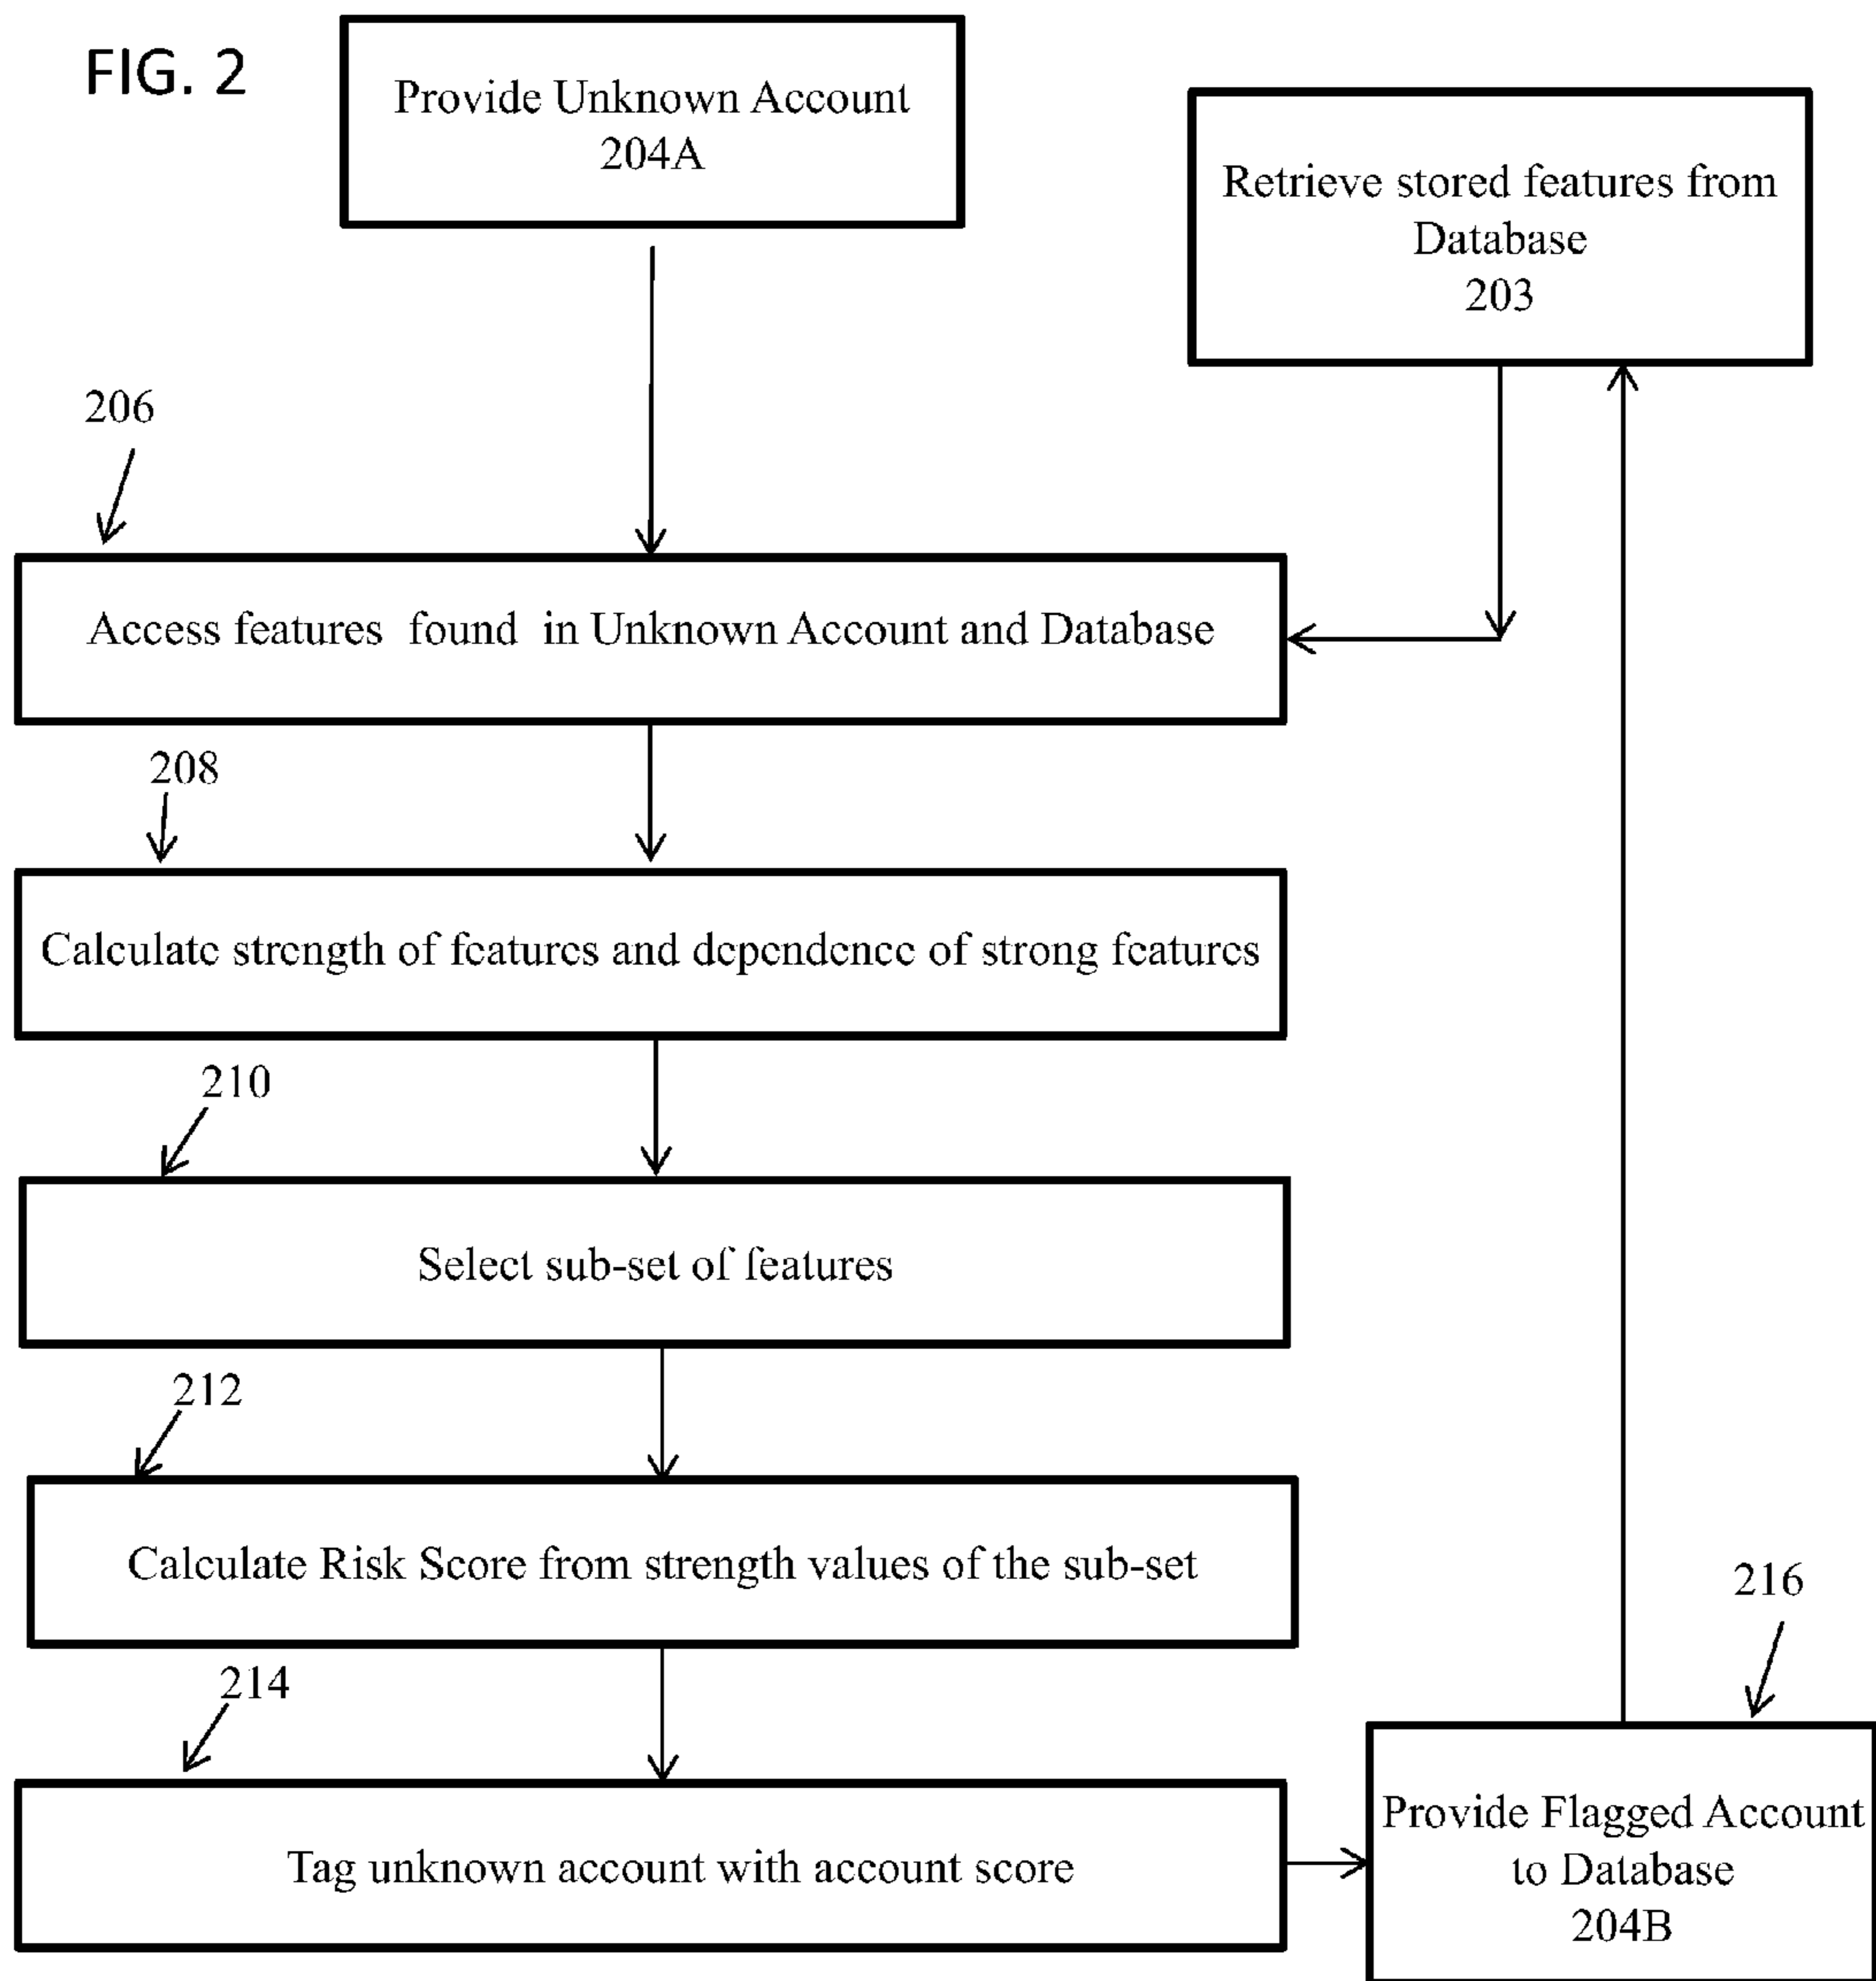 FIG. 2
Provide Unknown Account
204A
Retrieve stored features from
Database
203
206
Access features found in Unknown Account and Database
208
Calculate strength of features and dependence of strong features
210
Select sub-set of features
212
Calculate Risk Score from strength values of the sub-set
214
Tag unknown account with account score
216
Provide Flagged Account
to Database
204B